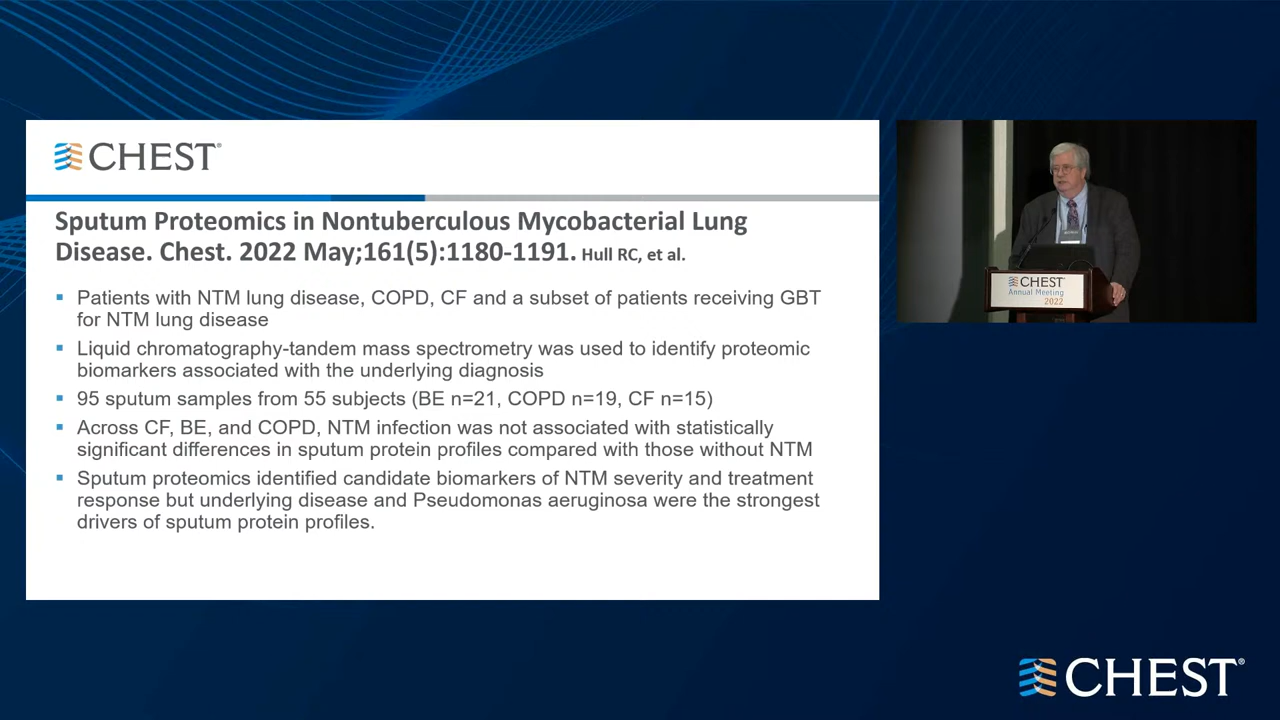 CHEST®
Sputum Proteomics in Nontuberculous Mycobacterial Lung
Disease. Chest. 2022 May;161(5):1180-1191. Hull RC, et al.
▪ Patients with NTM lung disease, COPD, CF and a subset of patients receiving GBT
for NTM lung disease
▪ Liquid chromatography-tandem mass spectrometry was used to identify proteomic
biomarkers associated with the underlying diagnosis
▪ 95 sputum samples from 55 subjects (BE n=21, COPD n=19, CF n=15)
▪ Across CF, BE, and COPD, NTM infection was not associated with statistically
significant differences in sputum protein profiles compared with those without NTM
▪ Sputum proteomics identified candidate biomarkers of NTM severity and treatment
response but underlying disease and Pseudomonas aeruginosa were the strongest
drivers of sputum protein profiles.
CHEST
Annual Meeting
2022
CHEST®